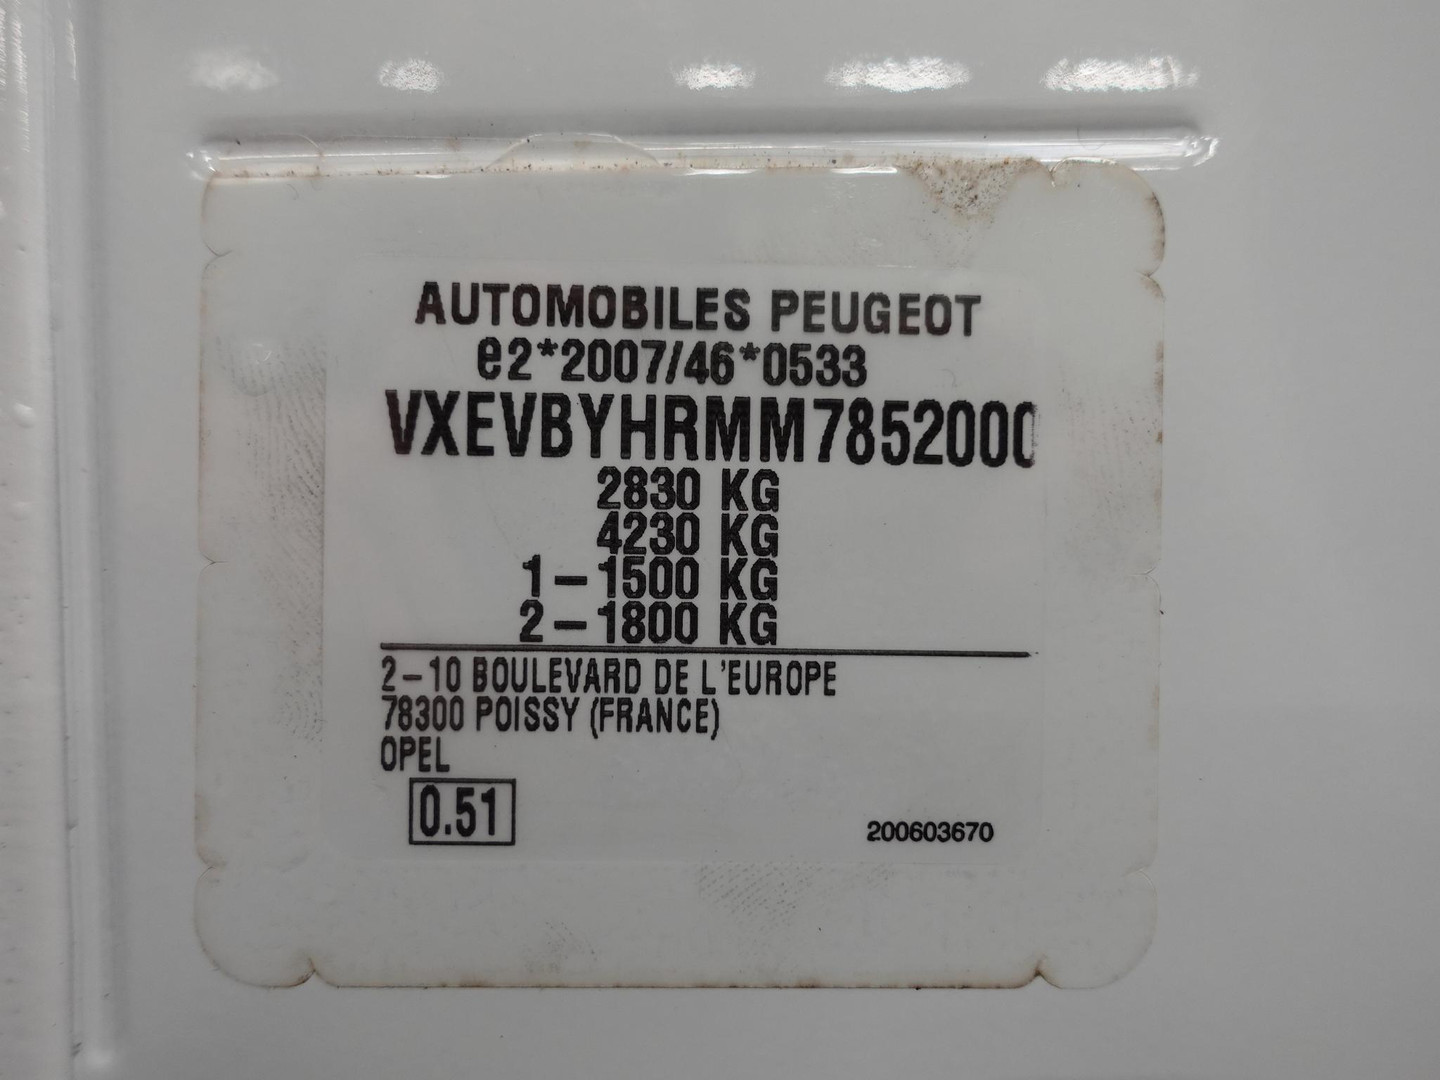 AUTOMOBILES PEUGEOT
e2*2007/46*0533
VXEVBYHRMM7852000
2830 KG
4230 KG
1-1500 KG
2-1800 KG
2-10 BOULEVARD DE L'EUROPE
78300 POISSY (FRANCE)
OPEL
0.51
200603670